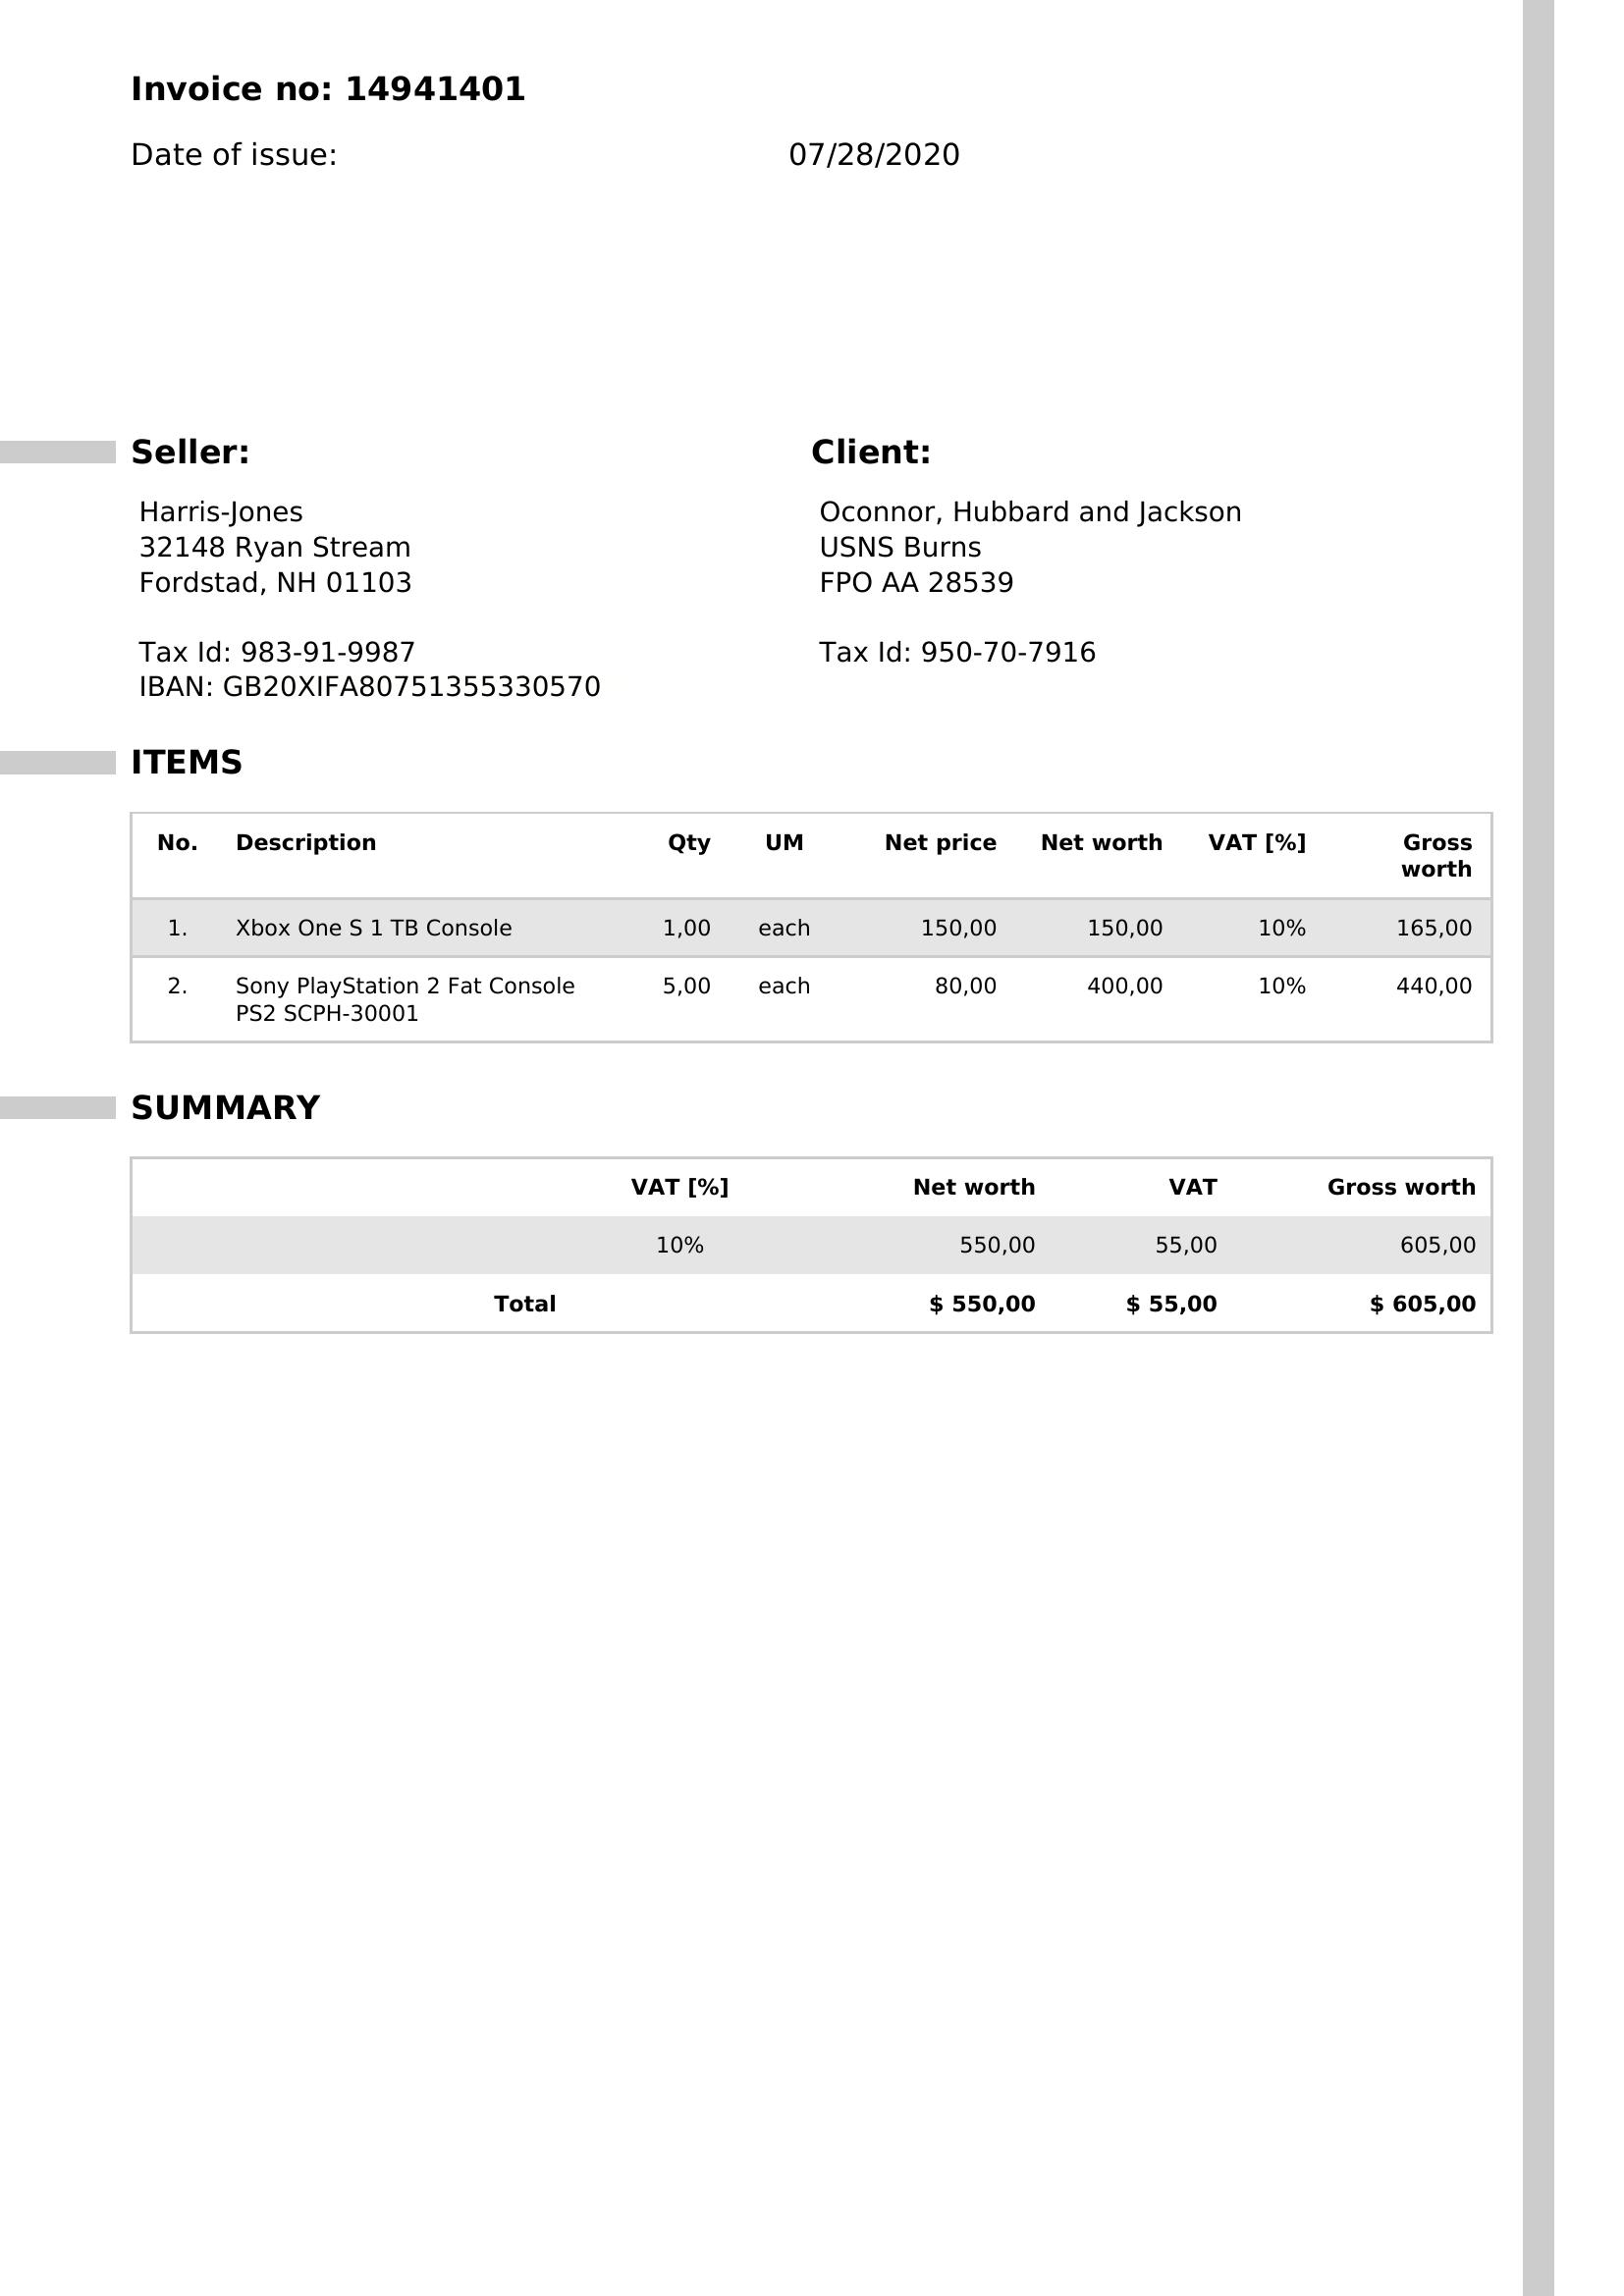 Invoice no: 14941401
Date of issue: 07/28/2020
Seller:
Harris-Jones
32148 Ryan Stream
Fordstad, NH 01103
Tax Id: 983-91-9987
IBAN: GB20XIFA80751355330570
Client:
Oconnor, Hubbard and Jackson
USNS Burns
FPO AA 28539
Tax Id: 950-70-7916
ITEMS
No. Description Qty UM Net price Net worth VAT [%] Gross worth
1. Xbox One S 1 TB Console 1,00 each 150,00 150,00 10% 165,00
2. Sony PlayStation 2 Fat Console 5,00 each 80,00 400,00 10% 440,00
PS2 SCPH-30001
SUMMARY
VAT [%] Net worth VAT Gross worth
10% 550,00 55,00 605,00
Total $ 550,00 $ 55,00 $ 605,00